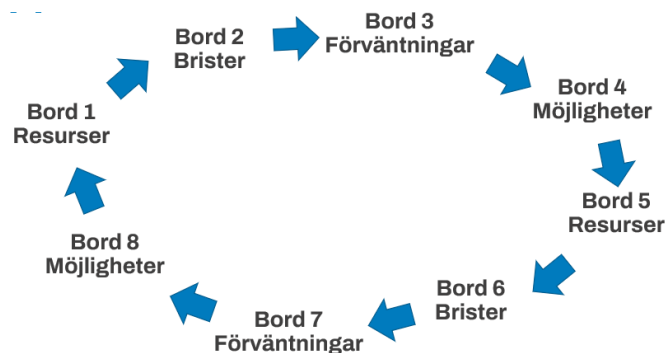 Bord 1
Resurser
Bord 2
Brister
Bord 3
Förväntningar
Bord 4
Möjligheter
Bord 5
Resurser
Bord 6
Brister
Bord 7
Förväntningar
Bord 8
Möjligheter